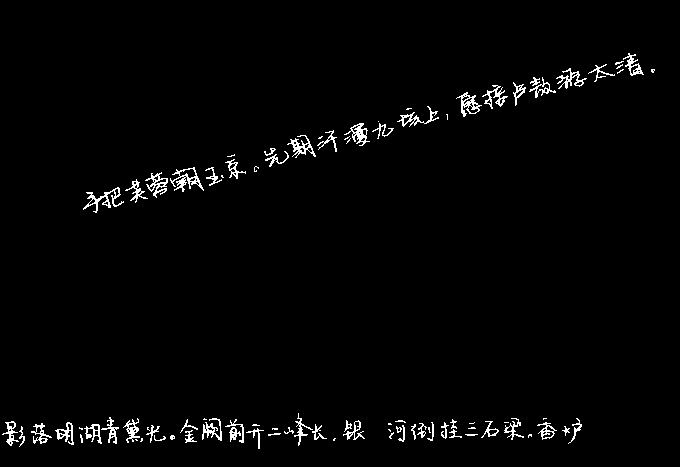 手把芙蓉朝玉京。先期汗漫九垓上，愿接卢敖游太清。
影落明湖青黛光。金阙前开二峰长，银 河倒挂三石梁。香炉